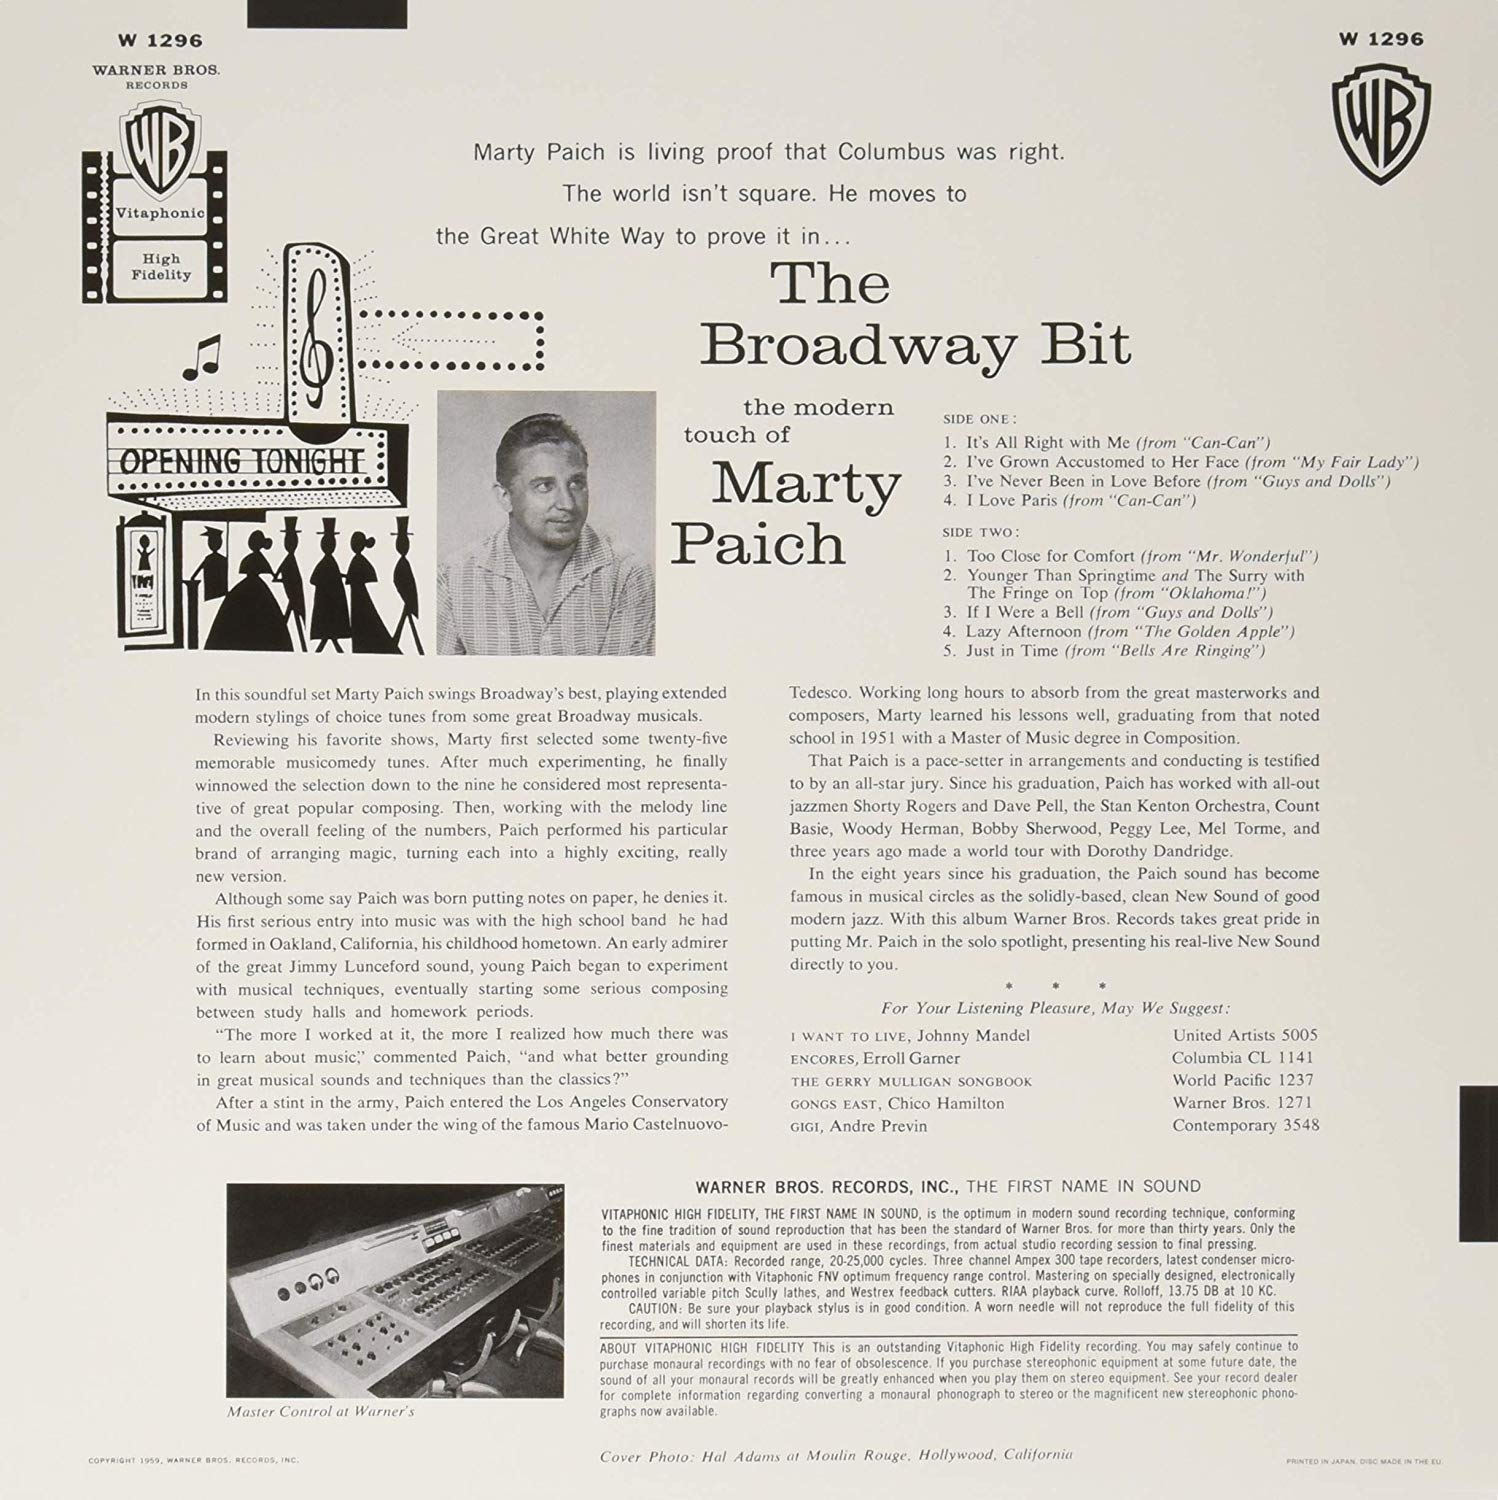 W 1296
WARNER BROS.
RECORDS
WB
Vitaphonic
High
Fidelity
W 1296
WB
Marty Paich is living proof that Columbus was right.
The world isn't square. He moves to
the Great White Way to prove it in...
The
Broadway Bit
the modern
touch of
Marty
Paich
OPENING TONIGHT
SIDE ONE:
1. It's All Right with Me (from "Can-Can")
2. I've Grown Accustomed to Her Face (from "My Fair Lady")
3. I've Never Been in Love Before (from "Guys and Dolls")
4. I Love Paris (from "Can-Can")
SIDE TWO:
1. Too Close for Comfort (from "Mr. Wonderful")
2. Younger Than Springtime and The Surry with
The Fringe on Top (from "Oklahoma!")
3. If I Were a Bell (from "Guys and Dolls")
4. Lazy Afternoon (from "The Golden Apple")
5. Just in Time (from "Bells Are Ringing")
In this soundful set Marty Paich swings Broadway's best, playing extended
modern stylings of choice tunes from some great Broadway musicals.
Reviewing his favorite shows, Marty first selected some twenty-five
memorable musicomedy tunes. After much experimenting, he finally
winnowed the selection down to the nine he considered most representa-
tive of great popular composing. Then, working with the melody line
and the overall feeling of the numbers, Paich performed his particular
brand of arranging magic, turning each into a highly exciting, really
new version.
Although some say Paich was born putting notes on paper, he denies it.
His first serious entry into music was with the high school band he had
formed in Oakland, California, his childhood hometown. An early admirer
of the great Jimmy Lunceford sound, young Paich began to experiment
with musical techniques, eventually starting some serious composing
between study halls and homework periods.
"The more I worked at it, the more I realized how much there was
to learn about music," commented Paich, "and what better grounding
in great musical sounds and techniques than the classics?"
After a stint in the army, Paich entered the Los Angeles Conservatory
of Music and was taken under the wing of the famous Mario Castelnuovo-
Tedesco. Working long hours to absorb from the great masterworks and
composers, Marty learned his lessons well, graduating from that noted
school in 1951 with a Master of Music degree in Composition.
That Paich is a pace-setter in arrangements and conducting is testified
to by an all-star jury. Since his graduation, Paich has worked with all-out
jazzmen Shorty Rogers and Dave Pell, the Stan Kenton Orchestra, Count
Basie, Woody Herman, Bobby Sherwood, Peggy Lee, Mel Torme, and
three years ago made a world tour with Dorothy Dandridge.
In the eight years since his graduation, the Paich sound has become
famous in musical circles as the solidly-based, clean New Sound of good
modern jazz. With this album Warner Bros. Records takes great pride in
putting Mr. Paich in the solo spotlight, presenting his real-live New Sound
directly to you.
* * *
For Your Listening Pleasure, May We Suggest:
I WANT TO LIVE, Johnny Mandel United Artists 5005
ENCORES, Erroll Garner Columbia CL 1141
THE GERRY MULLIGAN SONGBOOK World Pacific 1237
GONGS EAST, Chico Hamilton Warner Bros. 1271
GIGI, Andre Previn Contemporary 3548
Master Control at Warner's
WARNER BROS. RECORDS, INC., THE FIRST NAME IN SOUND
VITAPHONIC HIGH FIDELITY, THE FIRST NAME IN SOUND, is the optimum in modern sound recording technique, conforming
to the fine tradition of sound reproduction that has been the standard of Warner Bros. for more than thirty years. Only the
finest materials and equipment are used in these recordings, from actual studio recording session to final pressing.
TECHNICAL DATA: Recorded range, 20-25,000 cycles. Three channel Ampex 300 tape recorders, latest condenser micro-
phones in conjunction with Vitaphonic FNV optimum frequency range control. Mastering on specially designed, electronically
controlled variable pitch Scully lathes, and Westrex feedback cutters. RIAA playback curve. Rolloff, 13.75 DB at 10 KC.
CAUTION: Be sure your playback stylus is in good condition. A worn needle will not reproduce the full fidelity of this
recording, and will shorten its life.
ABOUT VITAPHONIC HIGH FIDELITY This is an outstanding Vitaphonic High Fidelity recording. You may safely continue to
purchase monaural recordings with no fear of obsolescence. If you purchase stereophonic equipment at some future date, the
sound of all your monaural records will be greatly enhanced when you play them on stereo equipment. See your record dealer
for complete information regarding converting a monaural phonograph to stereo or the magnificent new stereophonic phono-
graphs now available.
COPYRIGHT 1959, WARNER BROS. RECORDS, INC.
Cover Photo: Hal Adams at Moulin Rouge, Hollywood, California
PRINTED IN JAPAN. DISC MADE IN THE EU.